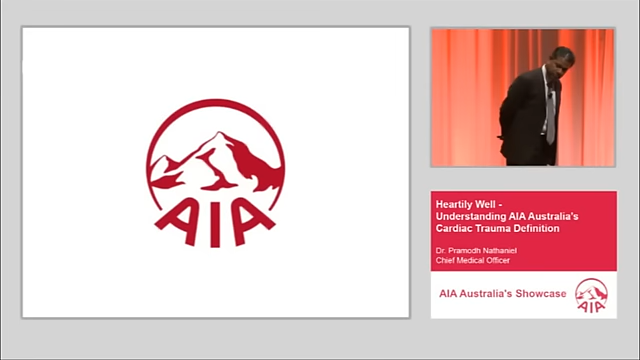 AIA
Heartily Well -
Understanding AIA Australia's
Cardiac Trauma Definition
Dr. Pramodh Nathaniel
Chief Medical Officer
AIA Australia's Showcase
AIA